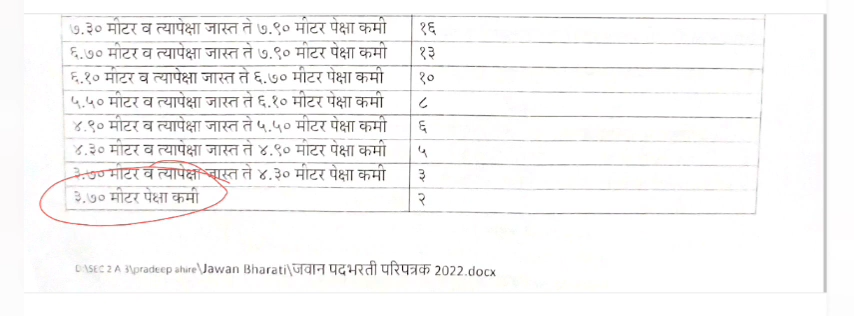 ७.३० मीटर व त्यापेक्षा जास्त ते ७.९० मीटर पेक्षा कमी १६
६.७० मीटर व त्यापेक्षा जास्त ते ७.९० मीटर पेक्षा कमी १३
६.१० मीटर व त्यापेक्षा जास्त ते ६.७० मीटर पेक्षा कमी १०
५.५० मीटर व त्यापेक्षा जास्त ते ६.१० मीटर पेक्षा कमी ८
४.९० मीटर व त्यापेक्षा जास्त ते ५.५० मीटर पेक्षा कमी ६
४.३० मीटर व त्यापेक्षा जास्त ते ४.९० मीटर पेक्षा कमी ५
३.७० मीटर व त्यापेक्षा जास्त ते ४.३० मीटर पेक्षा कमी ३
३.७० मीटर पेक्षा कमी २
D:\SEC 2 A 3\pradeep ahire\Jawan Bharati\जवान पदभरती परिपत्रक 2022.docx